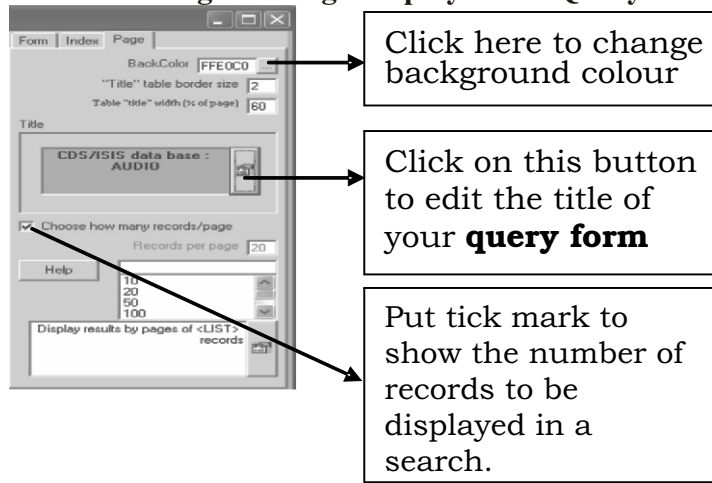 Form Index Page
BackColor FFE0C0 ...
"Title" table border size 2
Table "title" width (% of page) 60
Title
CDS/ISIS data base :
AUDIO
Choose how many records/page
Records per page 20
Help
10
20
50
100
Display results by pages of <LIST>
records
Click here to change
background colour
Click on this button
to edit the title of
your query form
Put tick mark to
show the number of
records to be
displayed in a
search.